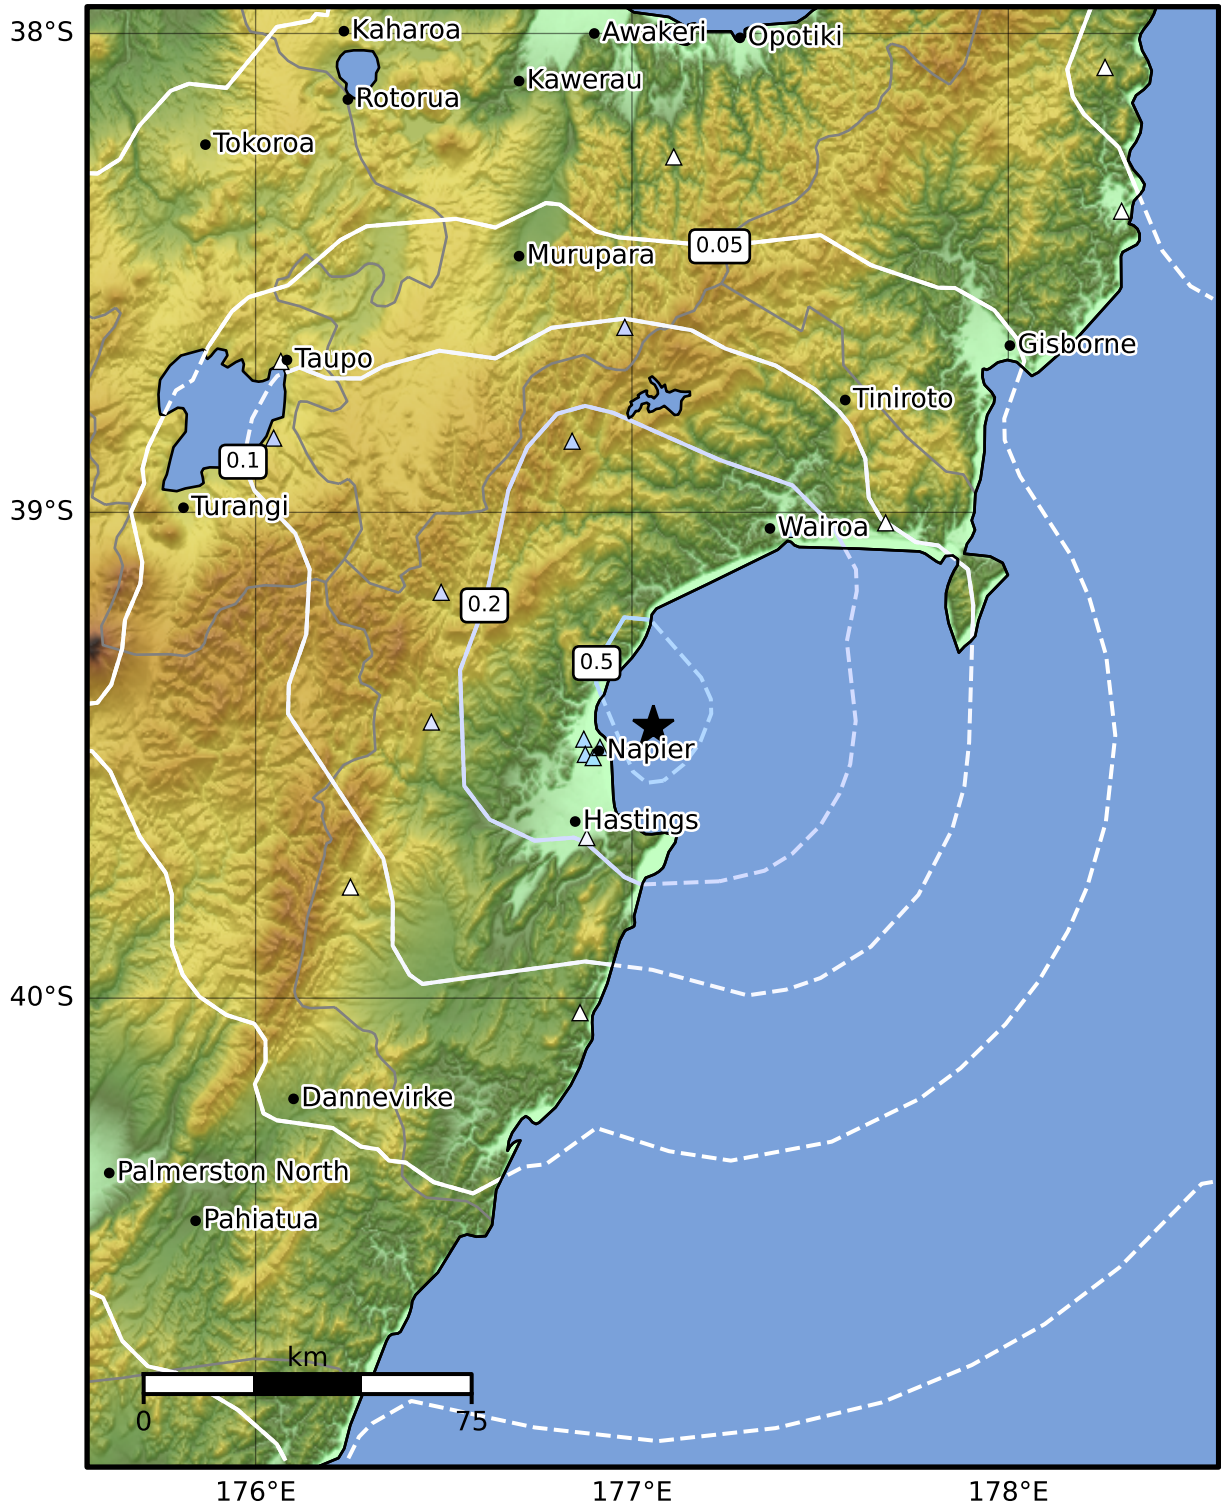 38°S
Kaharoa
Awakeri
Opotiki
Kawerau
Rotorua
Tokoroa
0.05
Murupara
Gisborne
Taupo
Tiniroto
0.1
39°S
Turangi
Wairoa
0.2
0.5
Napier
Hastings
40°S
Dannevirke
Palmerston North
Pahiatua
km
0 75
176°E 177°E 178°E